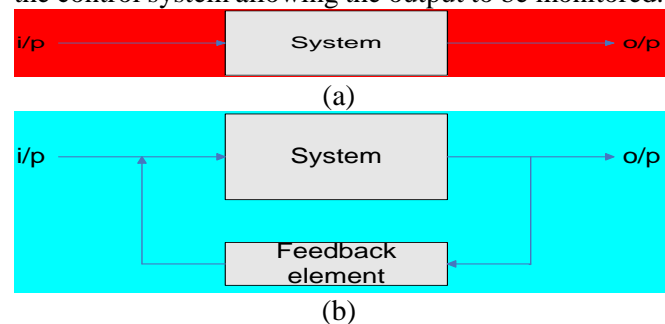 the control system allowing the output to be monitored.
i/p System o/p
(a)
i/p System o/p
Feedback
element
(b)